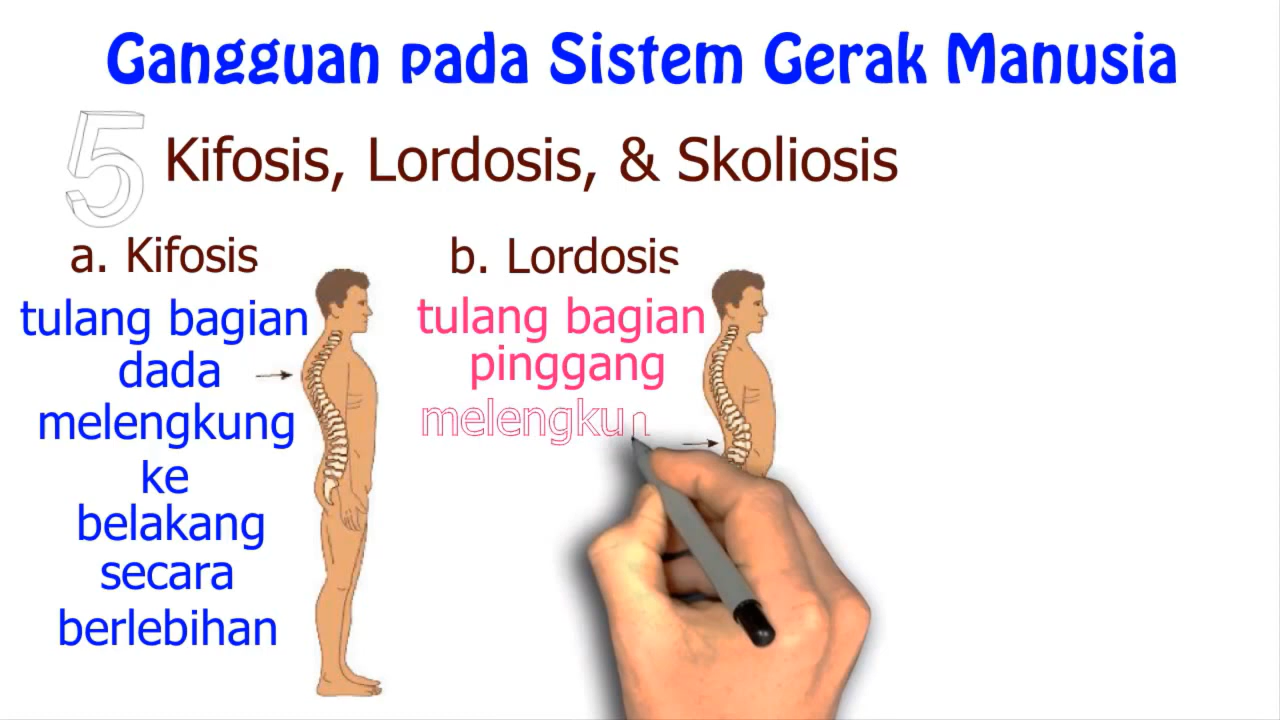 Gangguan pada Sistem Gerak Manusia
5 Kifosis, Lordosis, & Skoliosis
a. Kifosis
tulang bagian
dada
melengkung
ke
belakang
secara
berlebihan
b. Lordosis
tulang bagian
pinggang
melengkun